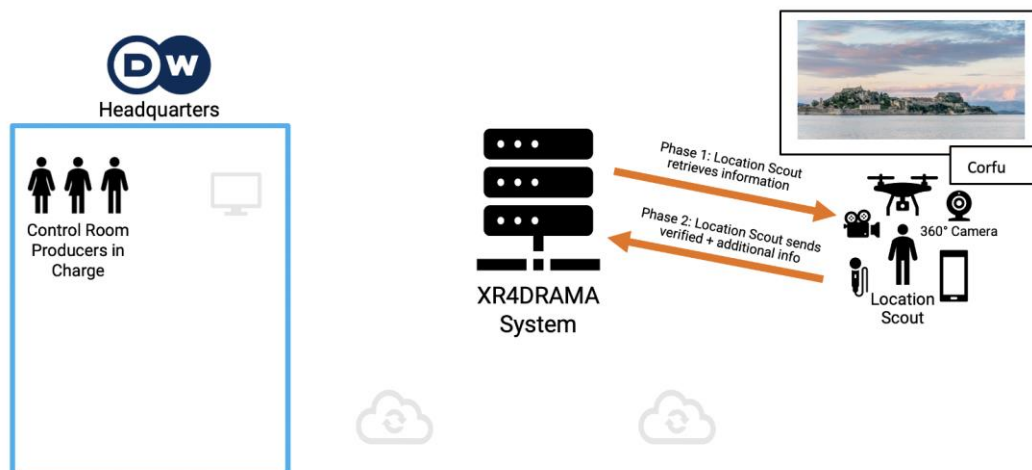 DW
Headquarters
Control Room
Producers in
Charge
XR4DRAMA
System
Phase 1: Location Scout
retrieves information
Phase 2: Location Scout sends
verified + additional info
Corfu
360° Camera
Location
Scout